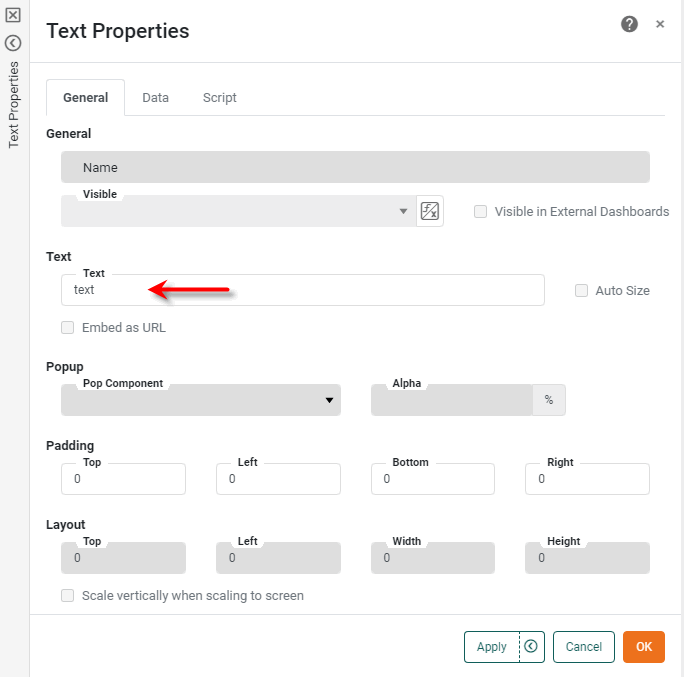 Text Properties
Text Properties
General Data Script
General
Name
Visible
Visible in External Dashboards
Text
Text
text
Auto Size
Embed as URL
Popup
Pop Component
Alpha
%
Padding
Top Left Bottom Right
0 0 0 0
Layout
Top Left Width Height
0 0 0 0
Scale vertically when scaling to screen
Apply Cancel OK